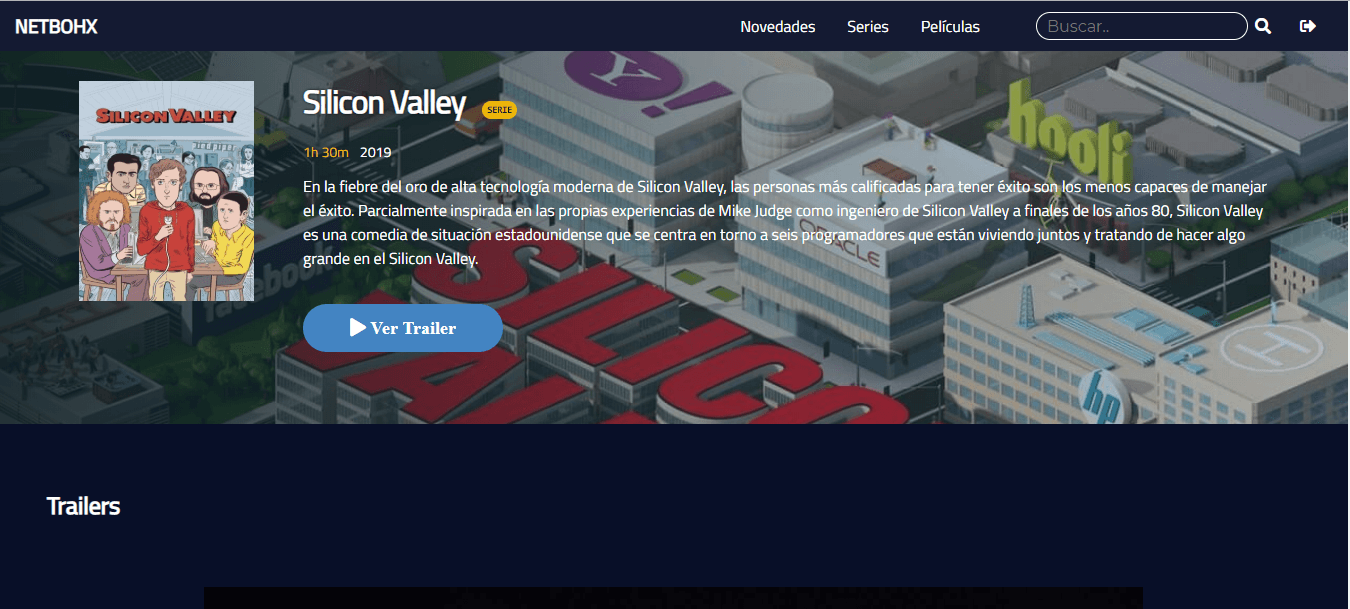 NETBOHX
Novedades Series Películas Buscar..
SILICON VALLEY
Silicon Valley SERIE
1h 30m 2019
En la fiebre del oro de alta tecnología moderna de Silicon Valley, las personas más calificadas para tener éxito son los menos capaces de manejar
el éxito. Parcialmente inspirada en las propias experiencias de Mike Judge como ingeniero de Silicon Valley a finales de los años 80, Silicon Valley
es una comedia de situación estadounidense que se centra en torno a seis programadores que están viviendo juntos y tratando de hacer algo
grande en el Silicon Valley.
Ver Trailer
Y!
hooli
ORACLE
facebook
SILICO
hp
H
Trailers